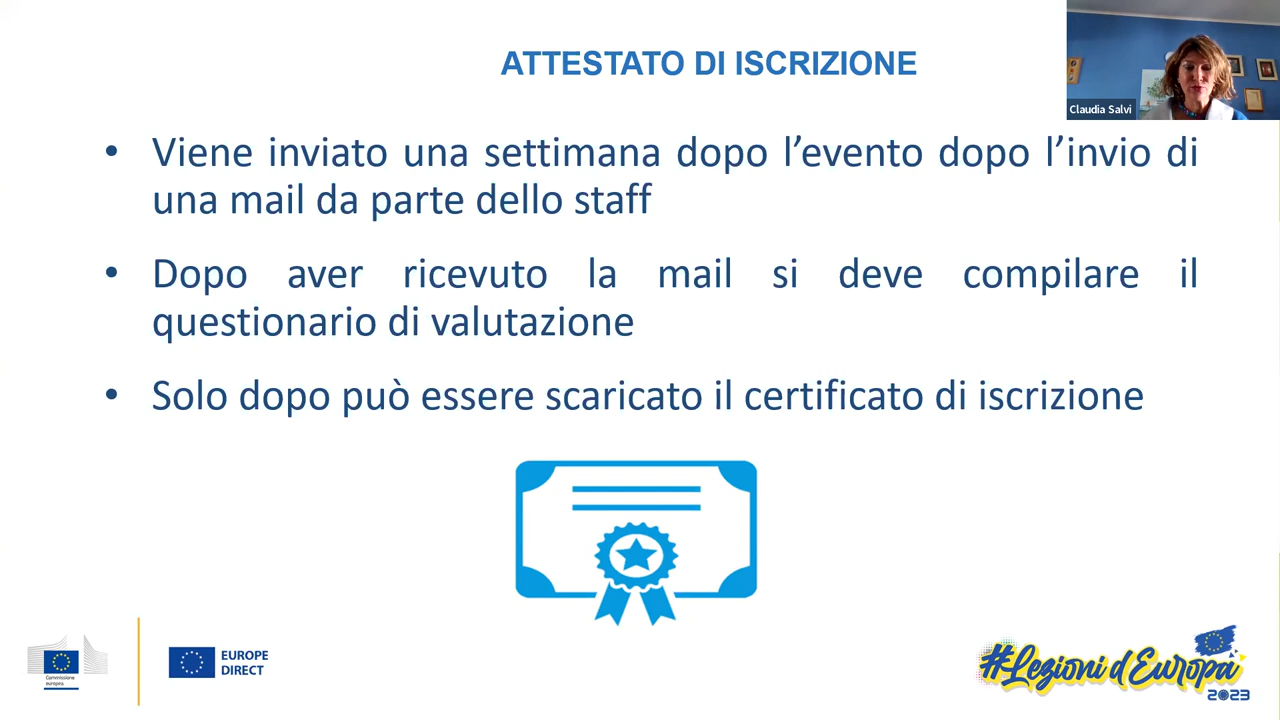 ATTESTATO DI ISCRIZIONE
Claudia Salvi
• Viene inviato una settimana dopo l’evento dopo l’invio di
una mail da parte dello staff
• Dopo aver ricevuto la mail si deve compilare il
questionario di valutazione
• Solo dopo può essere scaricato il certificato di iscrizione
Commissione
europea
EUROPE
DIRECT
#Lezioni d'Europa
2023